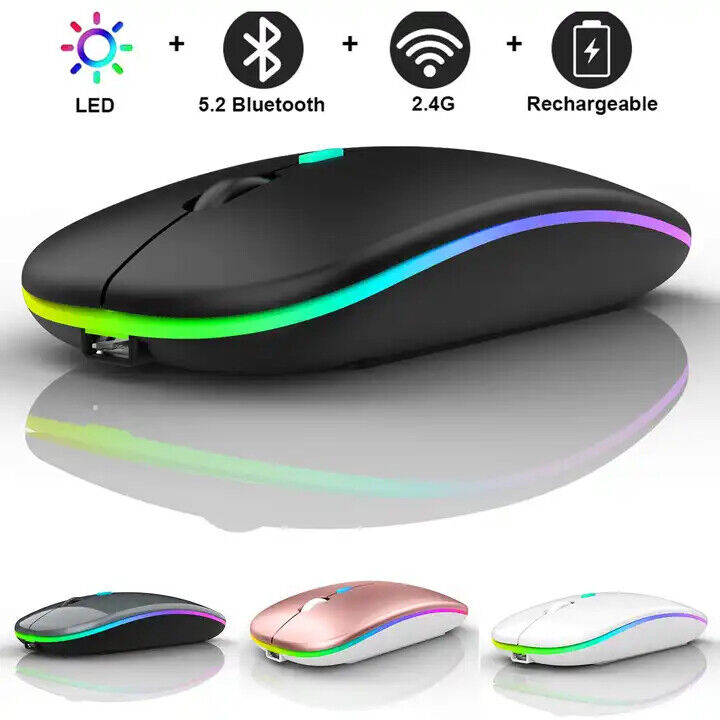 LED
+
5.2 Bluetooth
+
2.4G
+
Rechargeable